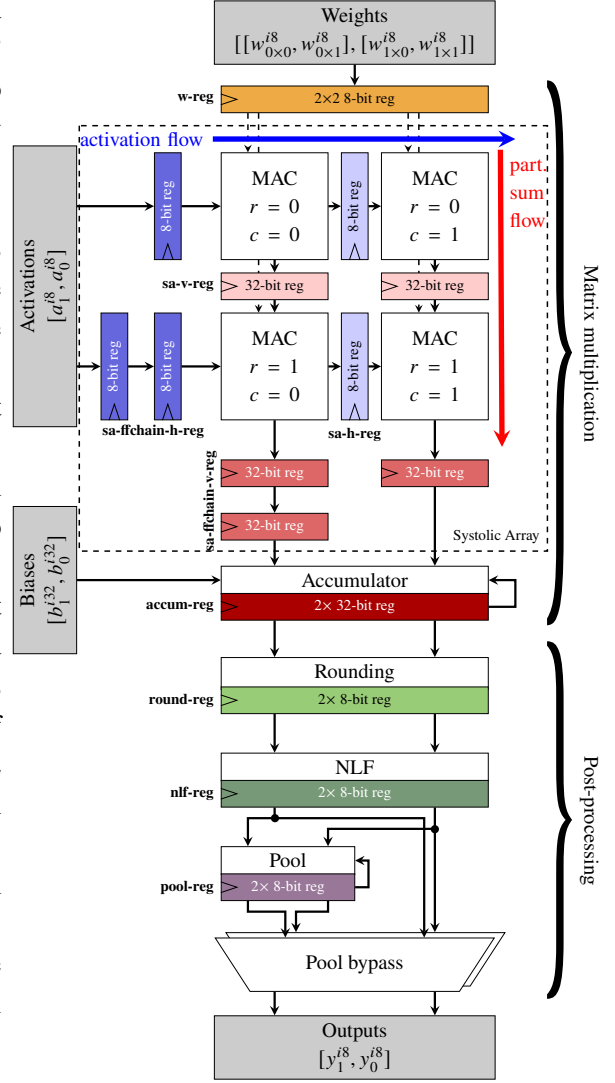 Weights
[[w^{i8}_{0×0}, w^{i8}_{0×1}], [w^{i8}_{1×0}, w^{i8}_{1×1}]]
w-reg
2×2 8-bit reg
activation flow
part.
sum
flow
Activations
[a^{i8}_1, a^{i8}_0]
8-bit reg
MAC
r = 0
c = 0
8-bit reg
MAC
r = 0
c = 1
sa-v-reg
32-bit reg
32-bit reg
8-bit reg
8-bit reg
MAC
r = 1
c = 0
8-bit reg
MAC
r = 1
c = 1
sa-ffchain-h-reg
sa-h-reg
Matrix multiplication
sa-ffchain-v-reg
32-bit reg
32-bit reg
32-bit reg
Systolic Array
Biases
[b^{i32}_1, b^{i32}_0]
Accumulator
accum-reg
2× 32-bit reg
Rounding
round-reg
2× 8-bit reg
NLF
nlf-reg
2× 8-bit reg
Post-processing
Pool
pool-reg
2× 8-bit reg
Pool bypass
Outputs
[y^{i8}_1, y^{i8}_0]